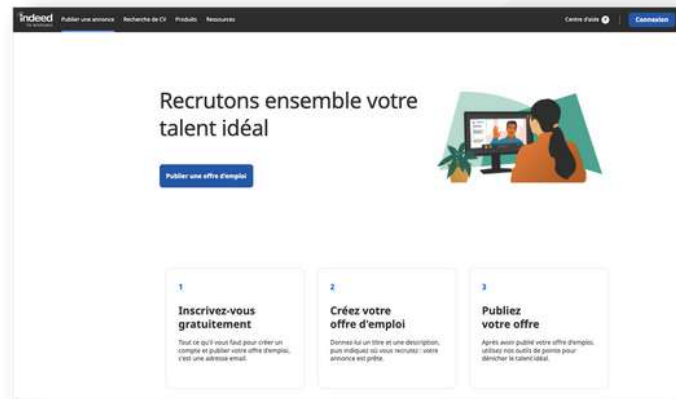 indeed
Publier une annonce
Recherche de CV
Produits
Ressources
Centre d'aide
Connexion
Recrutons ensemble votre
talent idéal
Publier une offre d'emploi
1
Inscrivez-vous
gratuitement
Tout ce qu'il vous faut pour créer un
compte et publier votre offre d'emploi,
c'est une adresse email.
2
Créez votre
offre d'emploi
Donnez-lui un titre et une description,
puis indiquez où vous recrutez : votre
annonce est prête.
3
Publiez
votre offre
Après avoir publié votre offre d'emploi,
utilisez nos outils de pointe pour
dénicher le talent idéal.